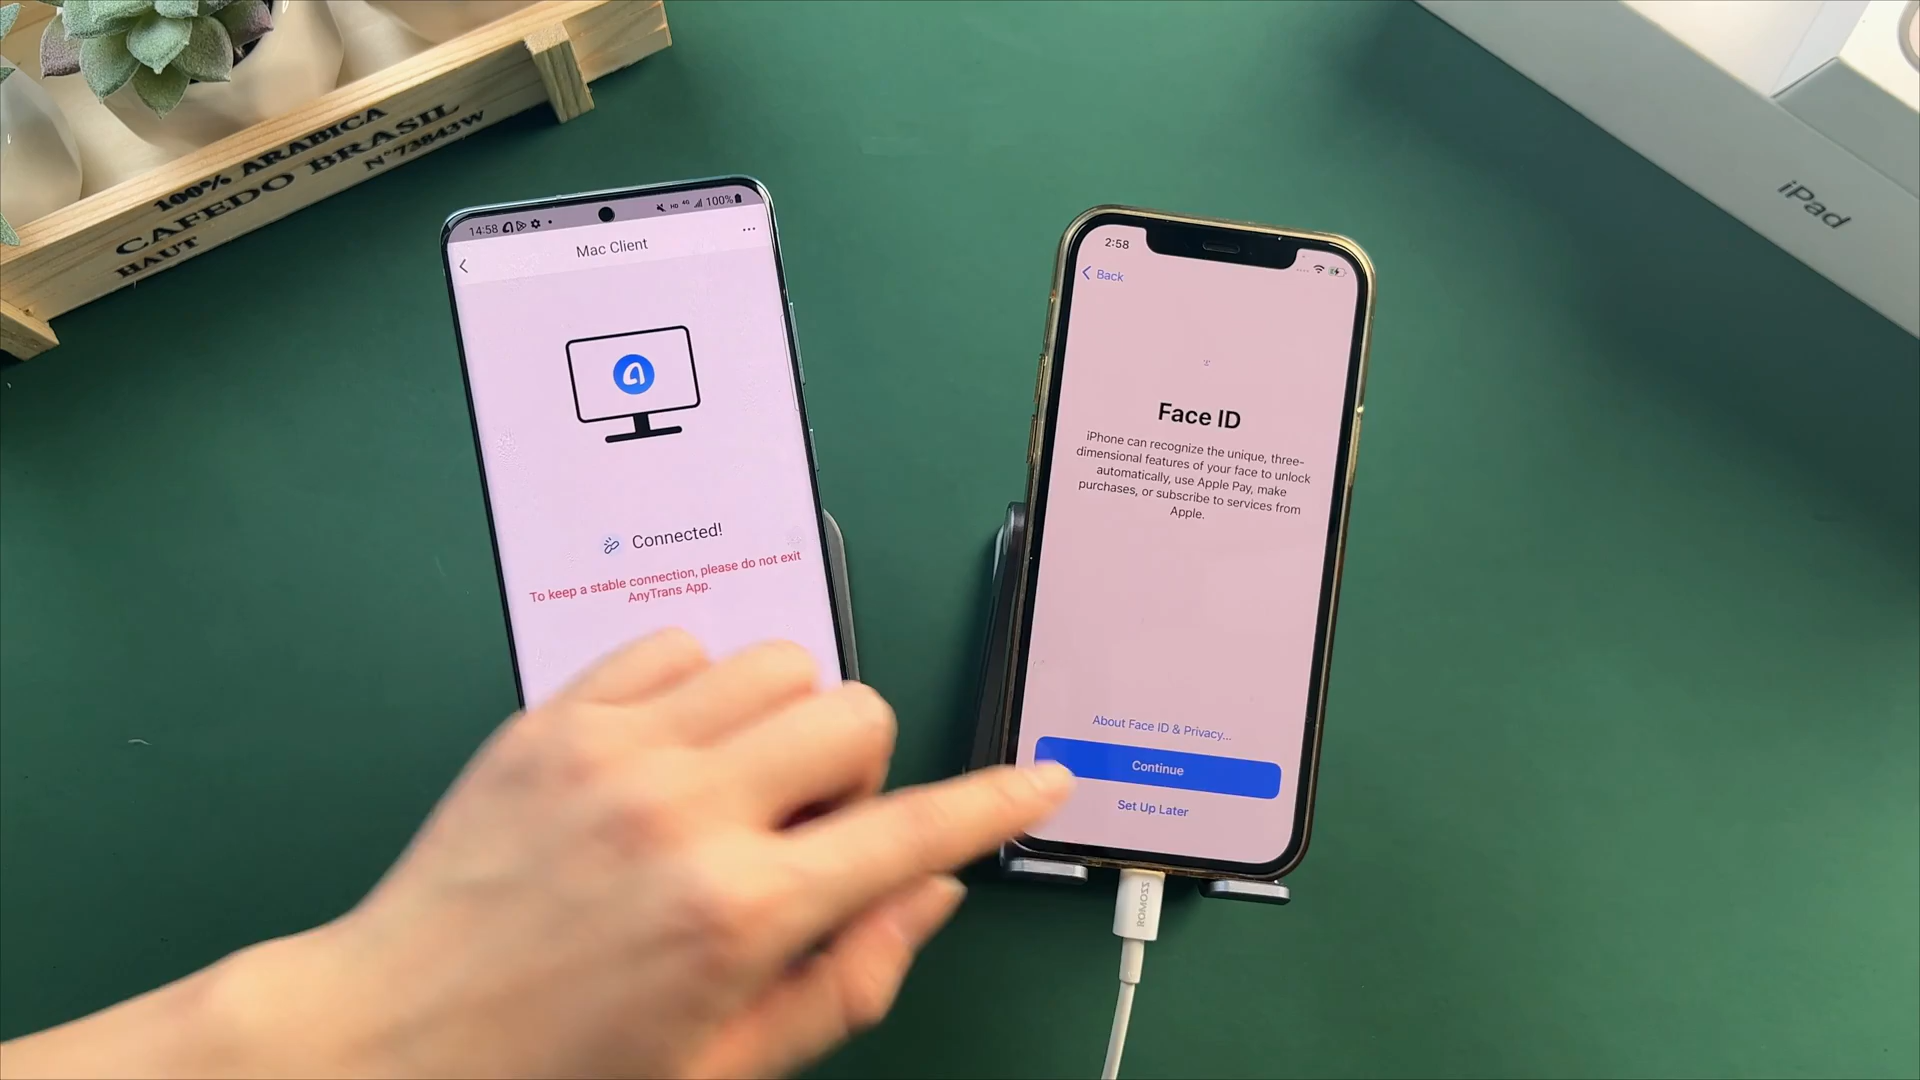 100% ARABICA
CAFEDO BRASIL
HAUT N°73843W
iPad
14:58
HD 4G 100%
Mac Client
Connected!
To keep a stable connection, please do not exit
AnyTrans App.
2:58
Back
Face ID
iPhone can recognize the unique, three-
dimensional features of your face to unlock
automatically, use Apple Pay, make
purchases, or subscribe to services from
Apple.
About Face ID & Privacy...
Continue
Set Up Later
ROMOSS